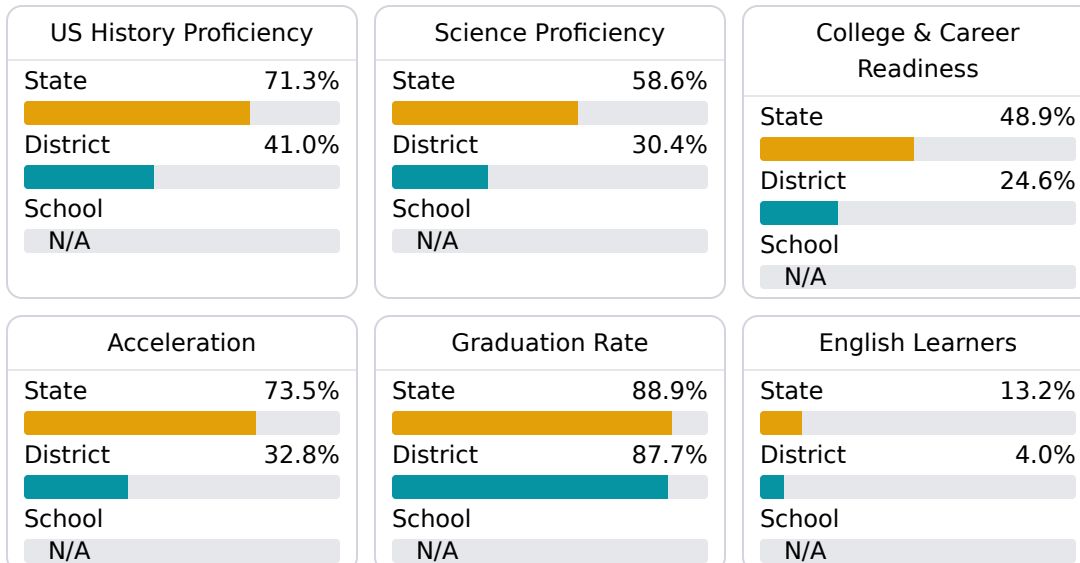 US History Proficiency
State 71.3%
District 41.0%
School
N/A
Science Proficiency
State 58.6%
District 30.4%
School
N/A
College & Career
Readiness
State 48.9%
District 24.6%
School
N/A
Acceleration
State 73.5%
District 32.8%
School
N/A
Graduation Rate
State 88.9%
District 87.7%
School
N/A
English Learners
State 13.2%
District 4.0%
School
N/A